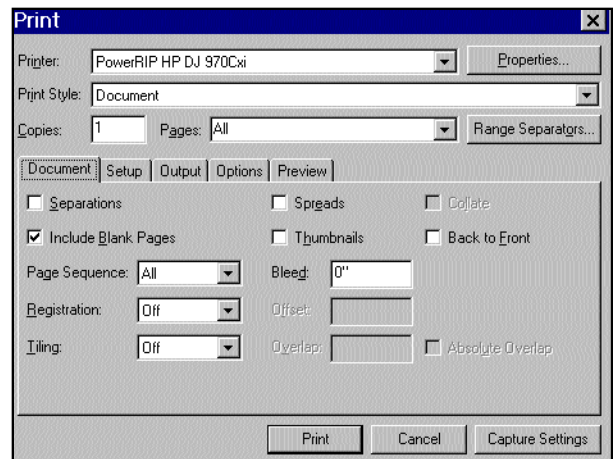 Print
Printer: PowerRIP HP DJ 970Cxi Properties...
Print Style: Document
Copies: 1 Pages: All Range Separators...
Document Setup Output Options Preview
Separations Spreads Collate
Include Blank Pages Thumbnails Back to Front
Page Sequence: All Bleed: 0"
Registration: Off Offset:
Tiling: Off Overlap: Absolute Overlap
Print Cancel Capture Settings